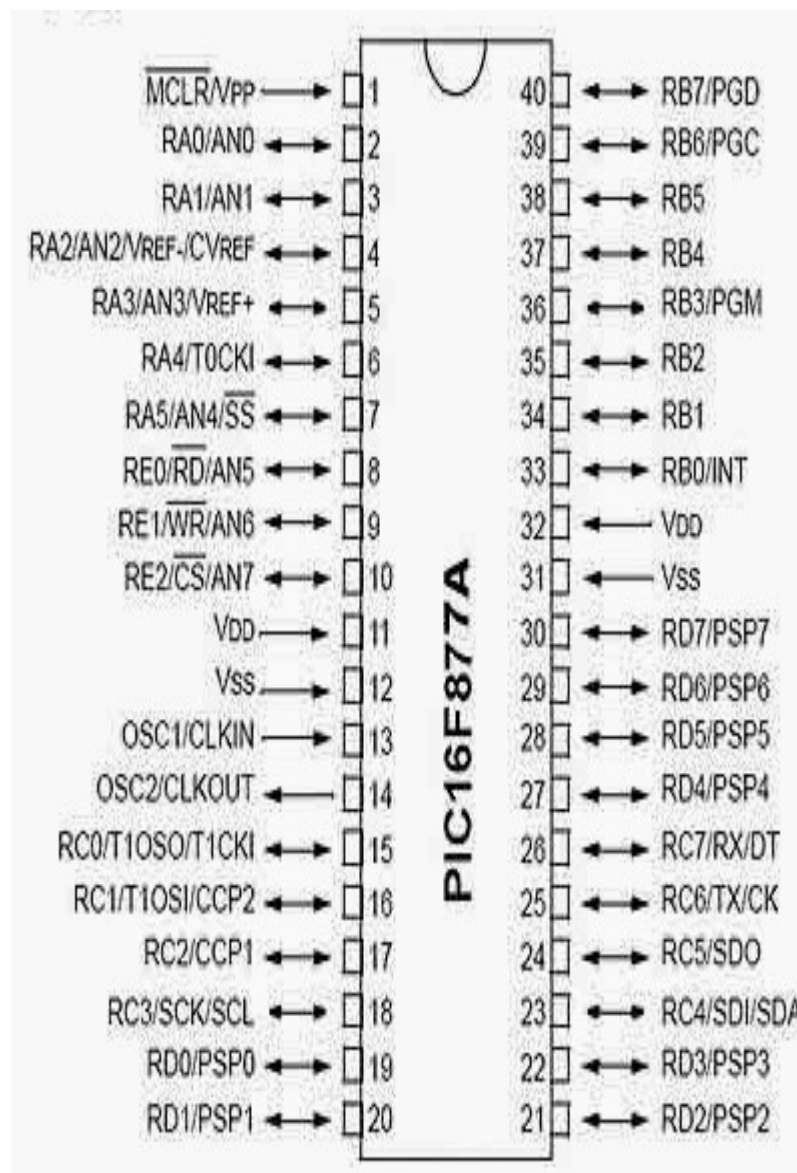 MCLR/VPP 1 40 RB7/PGD
RA0/AN0 2 39 RB6/PGC
RA1/AN1 3 38 RB5
RA2/AN2/VREF-/CVREF 4 37 RB4
RA3/AN3/VREF+ 5 36 RB3/PGM
RA4/T0CKI 6 35 RB2
RA5/AN4/SS 7 34 RB1
RE0/RD/AN5 8 33 RB0/INT
RE1/WR/AN6 9 32 VDD
RE2/CS/AN7 10 31 VSS
VDD 11 30 RD7/PSP7
VSS 12 29 RD6/PSP6
OSC1/CLKIN 13 28 RD5/PSP5
OSC2/CLKOUT 14 27 RD4/PSP4
RC0/T1OSO/T1CKI 15 26 RC7/RX/DT
RC1/T1OSI/CCP2 16 25 RC6/TX/CK
RC2/CCP1 17 24 RC5/SDO
RC3/SCK/SCL 18 23 RC4/SDI/SDA
RD0/PSP0 19 22 RD3/PSP3
RD1/PSP1 20 21 RD2/PSP2
PIC16F877A